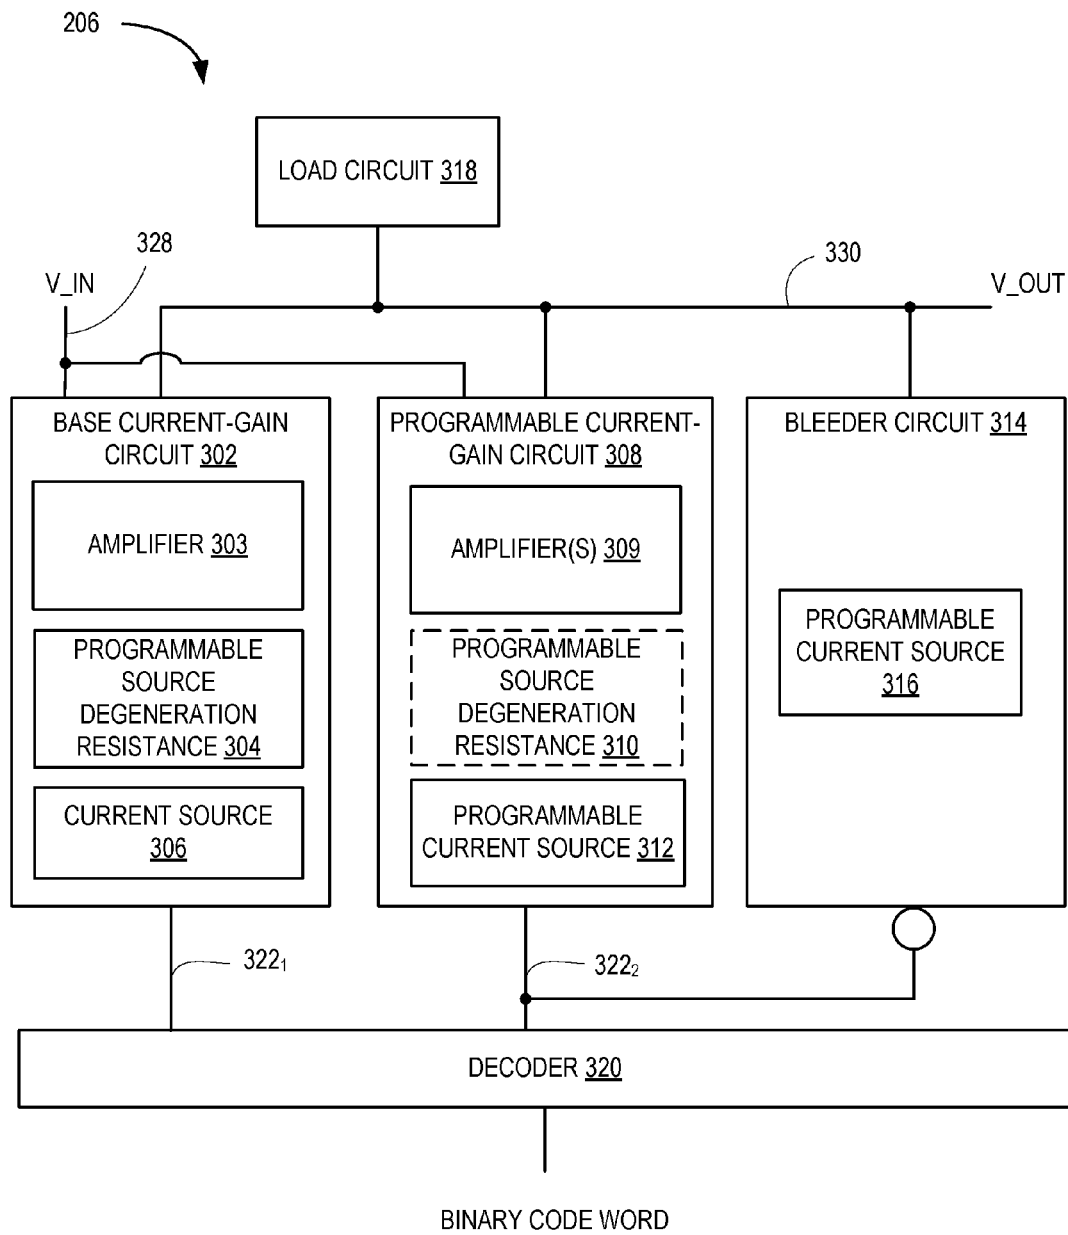 206
LOAD CIRCUIT 318
328
V_IN
330
V_OUT
BASE CURRENT-GAIN
CIRCUIT 302
AMPLIFIER 303
PROGRAMMABLE
SOURCE
DEGENERATION
RESISTANCE 304
CURRENT SOURCE
306
PROGRAMMABLE CURRENT-
GAIN CIRCUIT 308
AMPLIFIER(S) 309
PROGRAMMABLE
SOURCE
DEGENERATION
RESISTANCE 310
PROGRAMMABLE
CURRENT SOURCE 312
BLEEDER CIRCUIT 314
PROGRAMMABLE
CURRENT SOURCE
316
322₁
322₂
DECODER 320
BINARY CODE WORD